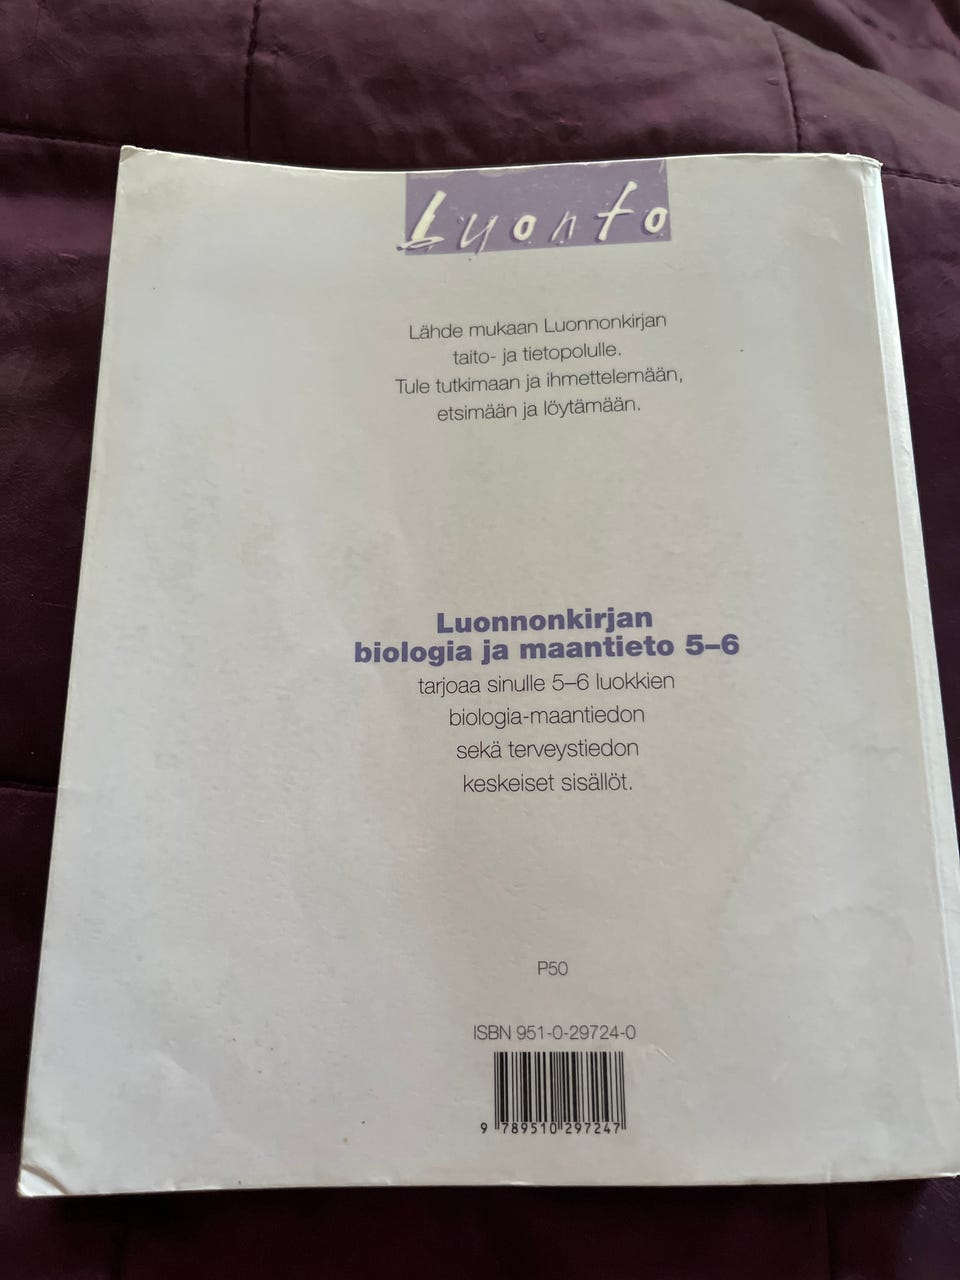 Luonto
Lähde mukaan Luonnonkirjan
taito- ja tietopolulle.
Tule tutkimaan ja ihmettelemään,
etsimään ja löytämään.
Luonnonkirjan
biologia ja maantieto 5–6
tarjoaa sinulle 5–6 luokkien
biologia-maantiedon
sekä terveystiedon
keskeiset sisällöt.
P50
ISBN 951-0-29724-0
9 789510 297247